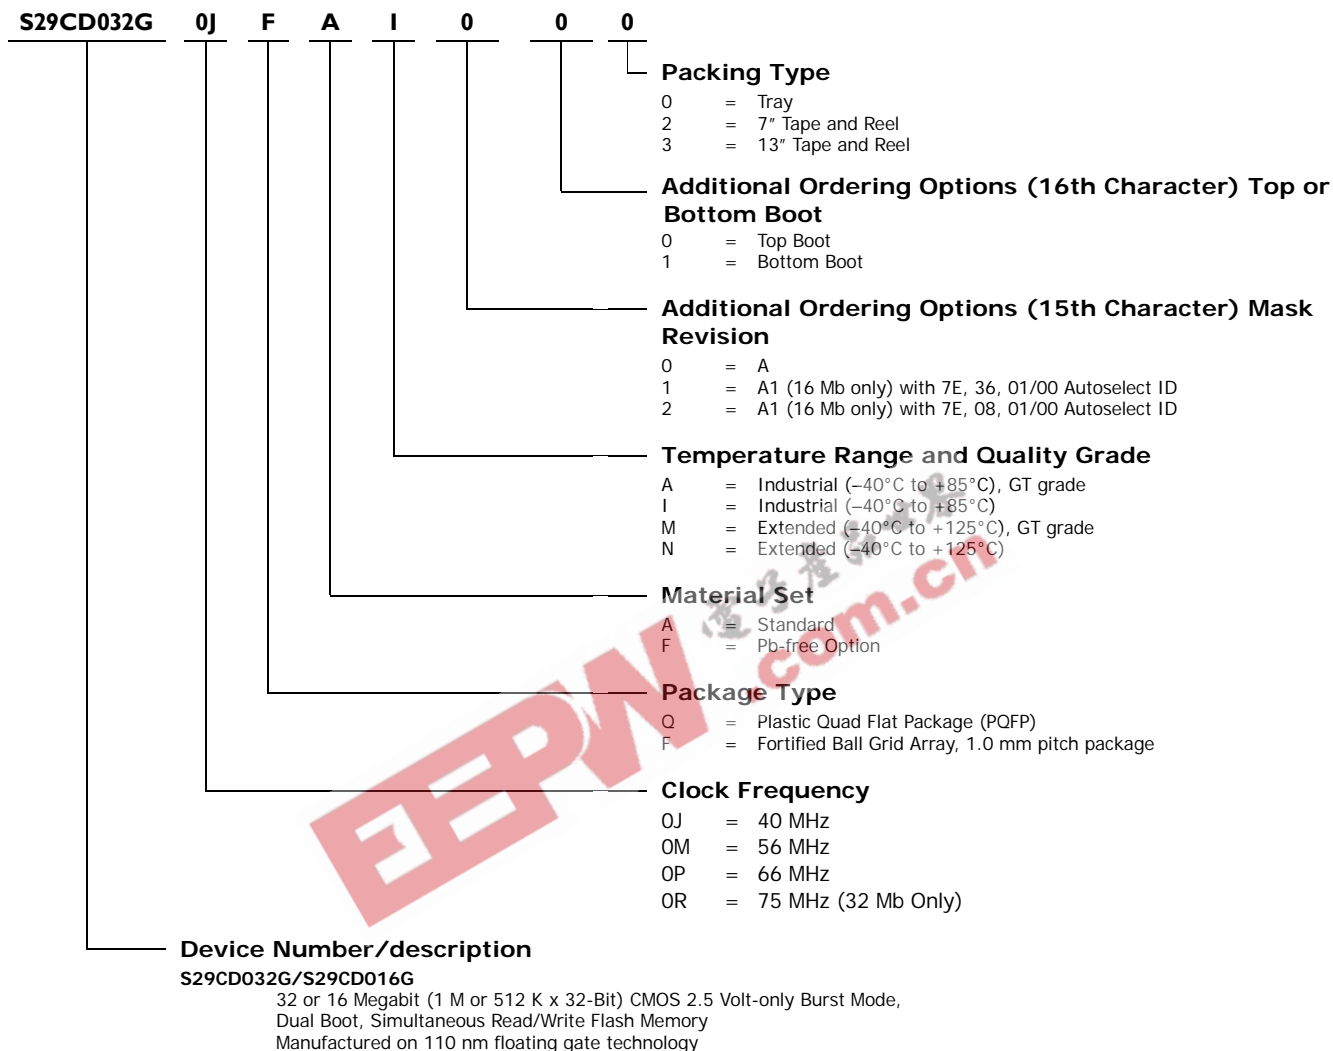 S29CD032G 0J F A I 0 0 0
Packing Type
0 = Tray
2 = 7″ Tape and Reel
3 = 13″ Tape and Reel
Additional Ordering Options (16th Character) Top or
Bottom Boot
0 = Top Boot
1 = Bottom Boot
Additional Ordering Options (15th Character) Mask
Revision
0 = A
1 = A1 (16 Mb only) with 7E, 36, 01/00 Autoselect ID
2 = A1 (16 Mb only) with 7E, 08, 01/00 Autoselect ID
Temperature Range and Quality Grade
A = Industrial (–40°C to +85°C), GT grade
I = Industrial (–40°C to +85°C)
M = Extended (–40°C to +125°C), GT grade
N = Extended (–40°C to +125°C)
Material Set
A = Standard
F = Pb-free Option
Package Type
Q = Plastic Quad Flat Package (PQFP)
F = Fortified Ball Grid Array, 1.0 mm pitch package
Clock Frequency
0J = 40 MHz
0M = 56 MHz
0P = 66 MHz
0R = 75 MHz (32 Mb Only)
Device Number/description
S29CD032G/S29CD016G
32 or 16 Megabit (1 M or 512 K x 32-Bit) CMOS 2.5 Volt-only Burst Mode,
Dual Boot, Simultaneous Read/Write Flash Memory
Manufactured on 110 nm floating gate technology
EEPW
.com.cn